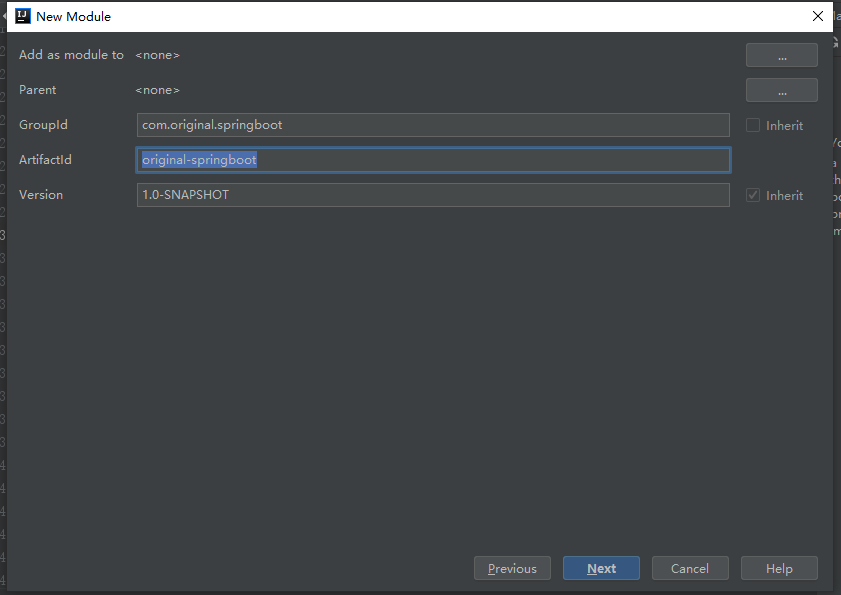 New Module
Add as module to <none> ...
Parent <none> ...
GroupId com.original.springboot Inherit
ArtifactId original-springboot
Version 1.0-SNAPSHOT Inherit
Previous Next Cancel Help